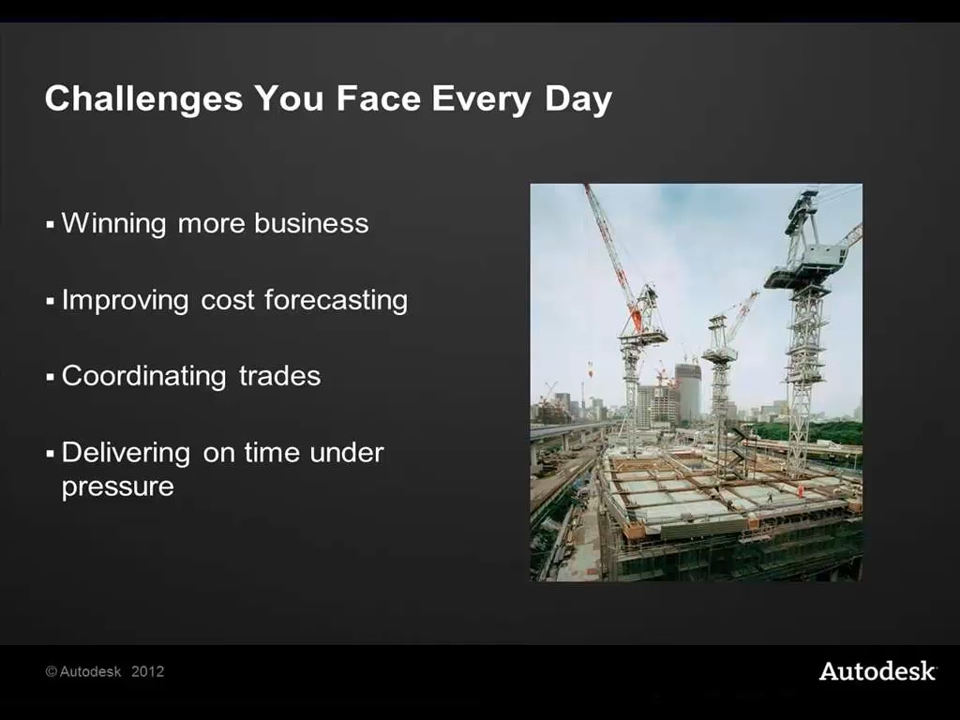 Challenges You Face Every Day
▪ Winning more business
▪ Improving cost forecasting
▪ Coordinating trades
▪ Delivering on time under
pressure
© Autodesk 2012
Autodesk